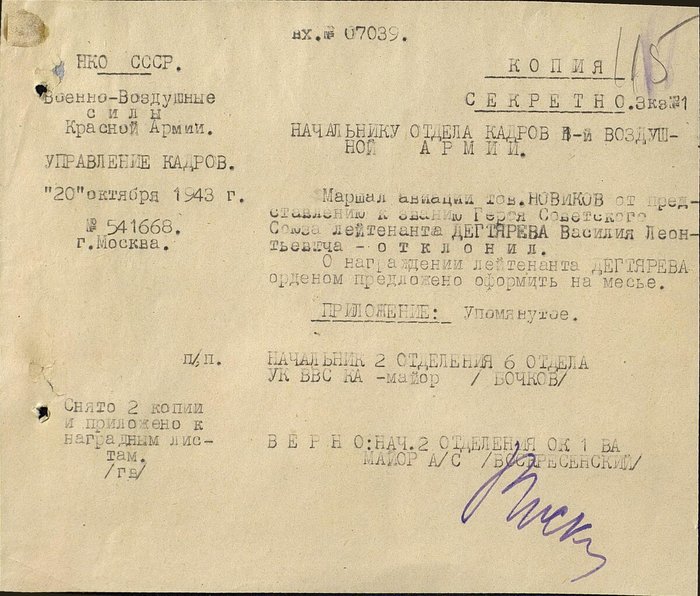 вх.№ 07039.
115
НКО СССР.
КОПИЯ
Военно-Воздушные
силы
Красной Армии.
СЕКРЕТНО.Экз№1
УПРАВЛЕНИЕ КАДРОВ.
НАЧАЛЬНИКУ ОТДЕЛА КАДРОВ 1-й ВОЗДУШ-
НОЙ АРМИИ.
"20"октября 1943 г.
№ 541668.
г.Москва.
Маршал авиации тов.НОВИКОВ от пред-
ставлению к званию Героя Советского
Союза лейтенанта ДЕГТЯРЕВА Василия Леон-
тьевича - отклонил.
О награждении лейтенанта ДЕГТЯРЕВА
орденом предложено оформить на месье.
ПРИЛОЖЕНИЕ: Упомянутое.
п/п.
НАЧАЛЬНИК 2 ОТДЕЛЕНИЯ 6 ОТДЕЛА
УК ВВС КА -майор / БОЧКОВ/
Снято 2 копии
и приложено к
наградным лис-
там.
/гв/
ВЕРНО:НАЧ.2 ОТДЕЛЕНИЯ ОК 1 ВА
МАЙОР А/С /ВОСКРЕСЕНСКИЙ/